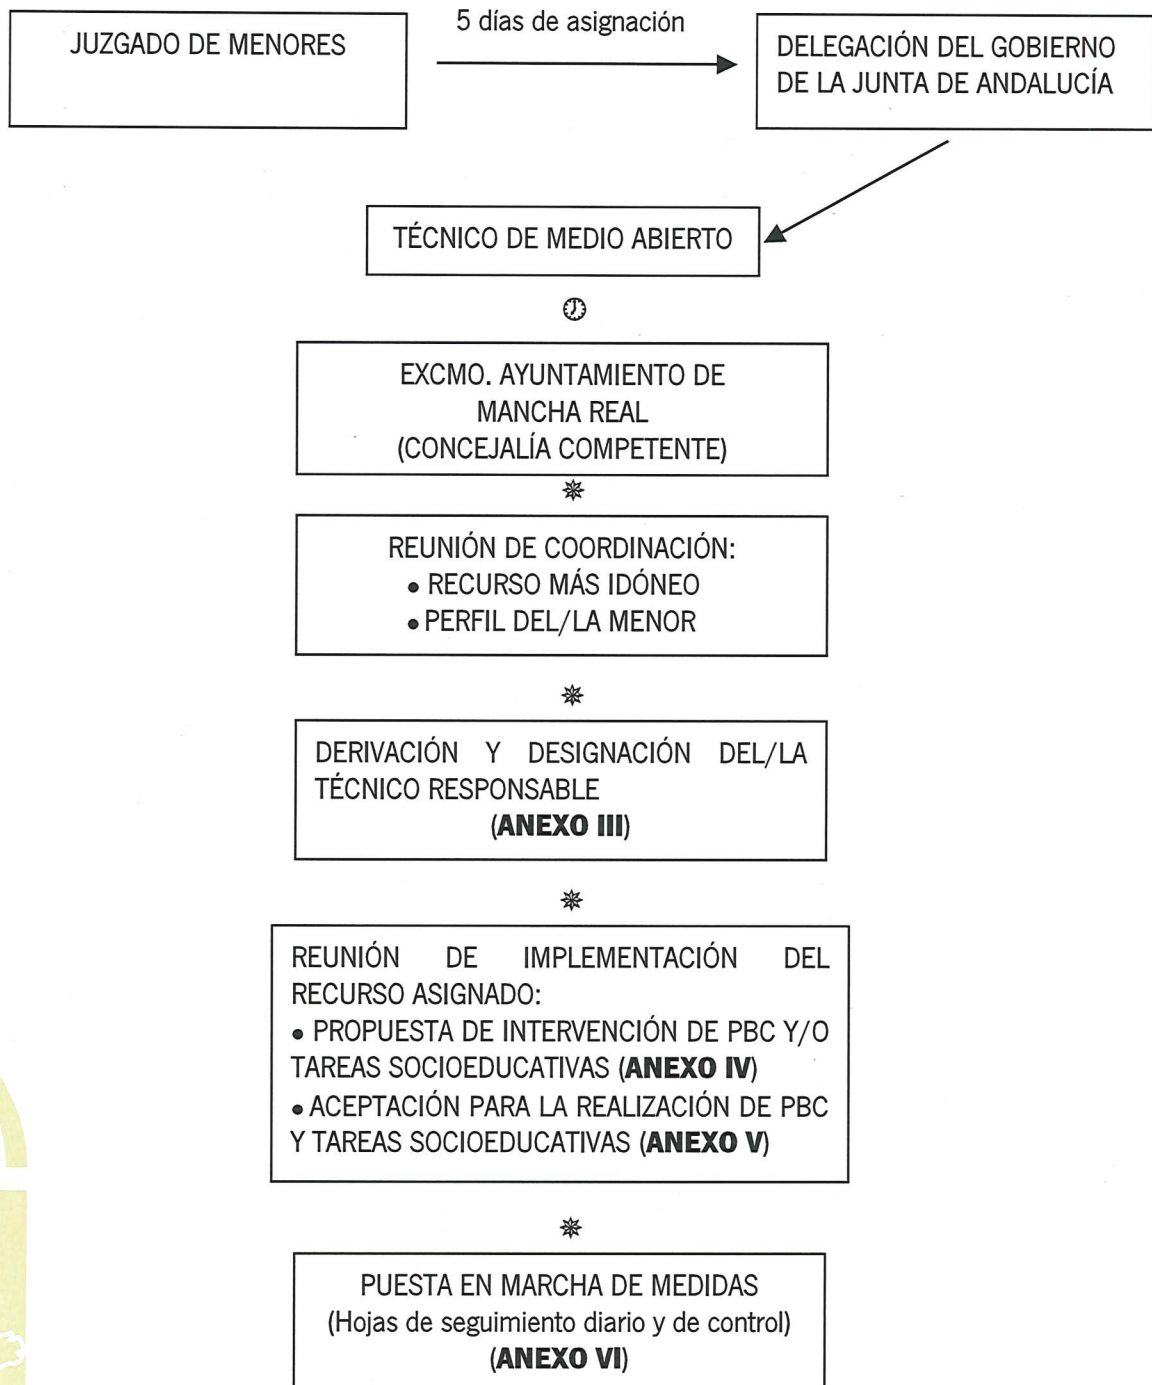 JUZGADO DE MENORES
5 días de asignación
DELEGACIÓN DEL GOBIERNO
DE LA JUNTA DE ANDALUCÍA
TÉCNICO DE MEDIO ABIERTO
EXCMO. AYUNTAMIENTO DE
MANCHA REAL
(CONCEJALÍA COMPETENTE)
REUNIÓN DE COORDINACIÓN:
• RECURSO MÁS IDÓNEO
• PERFIL DEL/LA MENOR
DERIVACIÓN Y DESIGNACIÓN DEL/LA
TÉCNICO RESPONSABLE
(ANEXO III)
REUNIÓN DE IMPLEMENTACIÓN DEL
RECURSO ASIGNADO:
• PROPUESTA DE INTERVENCIÓN DE PBC Y/O
TAREAS SOCIOEDUCATIVAS (ANEXO IV)
• ACEPTACIÓN PARA LA REALIZACIÓN DE PBC
Y TAREAS SOCIOEDUCATIVAS (ANEXO V)
PUESTA EN MARCHA DE MEDIDAS
(Hojas de seguimiento diario y de control)
(ANEXO VI)